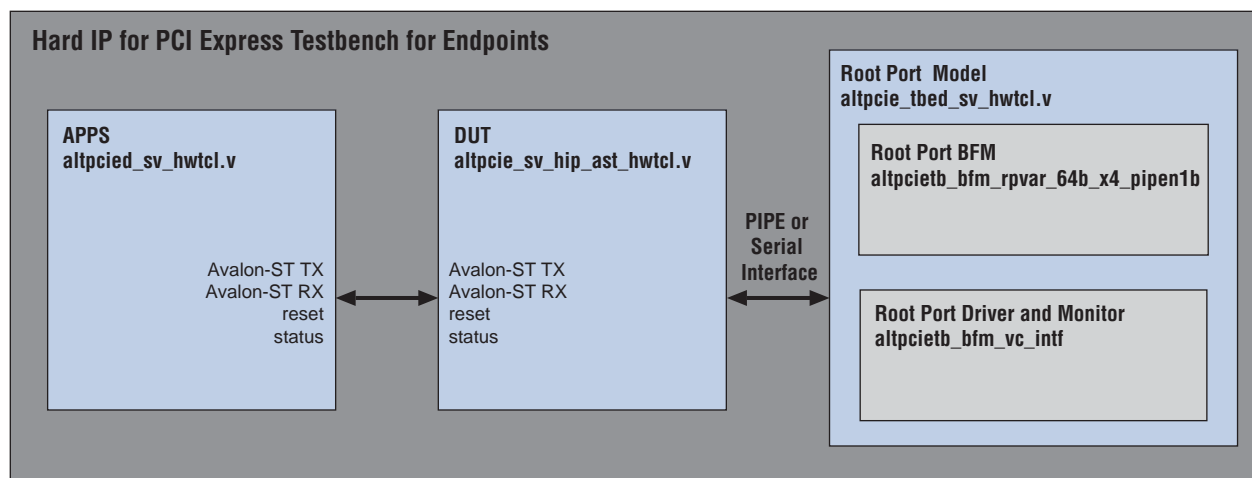 Hard IP for PCI Express Testbench for Endpoints
APPS
altpcied_sv_hwtcl.v
Avalon-ST TX
Avalon-ST RX
reset
status
DUT
altpcie_sv_hip_ast_hwtcl.v
Avalon-ST TX
Avalon-ST RX
reset
status
PIPE or
Serial
Interface
Root Port  Model
altpcie_tbed_sv_hwtcl.v
Root Port BFM
altpcietb_bfm_rpvar_64b_x4_pipen1b
Root Port Driver and Monitor
altpcietb_bfm_vc_intf